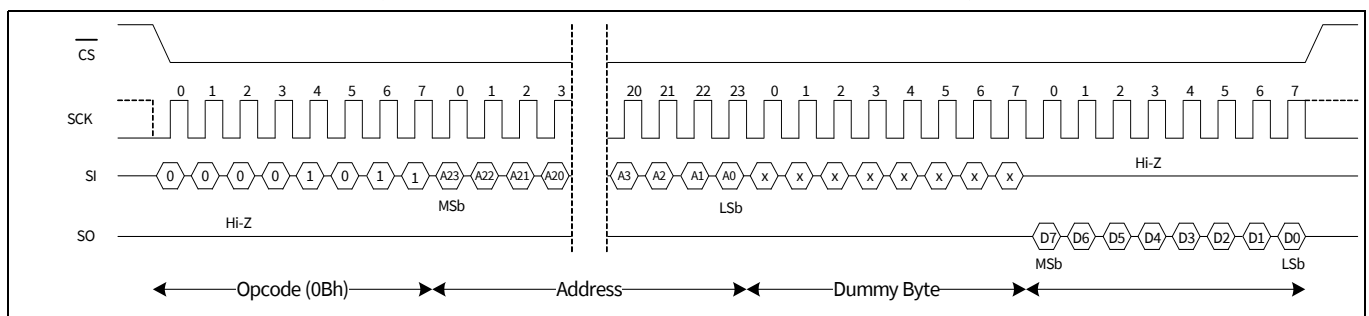 CS
0 1 2 3 4 5 6 7 0 1 2 3 20 21 22 23 0 1 2 3 4 5 6 7 0 1 2 3 4 5 6 7
SCK
Hi-Z
SI 0 0 0 0 1 0 1 1 A23 A22 A21 A20 A3 A2 A1 A0 x x x x x x x x
MSb LSb
Hi-Z
SO D7 D6 D5 D4 D3 D2 D1 D0
MSb LSb
Opcode (0Bh) Address Dummy Byte